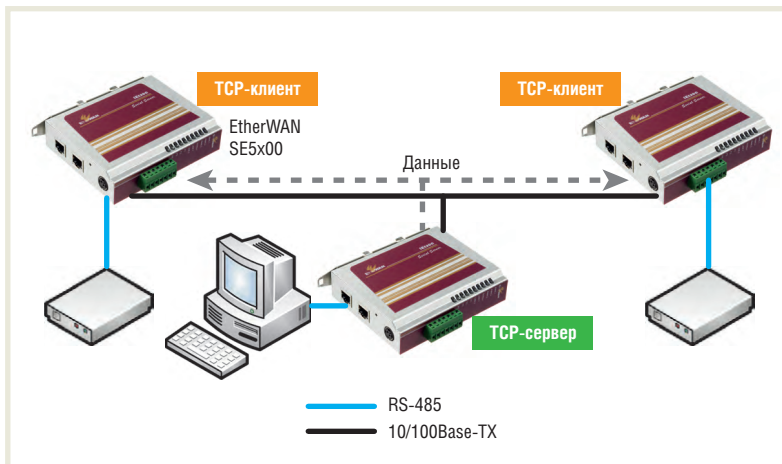 TCP-клиент
TCP-клиент
EtherWAN
SE5x00
Данные
TCP-сервер
RS-485
10/100Base-TX